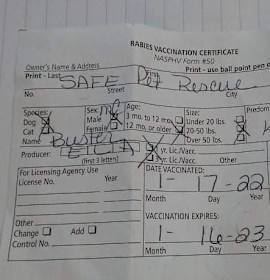 RABIES VACCINATION CERTIFICATE
NASPHV Form #50
Owner's Name & Address
Print - use ball point pen o
Print - Last SAFE Pet Rescue
No. Street City
Species: Sex: MC Age: Size: Predom
Dog Male 3 mo. to 12 mo. Under 20 lbs.
Cat Female 12 mo. or older 20-50 lbs.
Name Buster Over 50 lbs.
Producer: (first 3 letters) yr. Lic./Vacc.
3 yr. Lic./Vacc. Other
For Licensing Agency Use
License No. Year
DATE VACCINATED:
1- 17-22
Month Day Year
Other
Change Add
Control No.
VACCINATION EXPIRES:
1- 16-23
Month Day Year